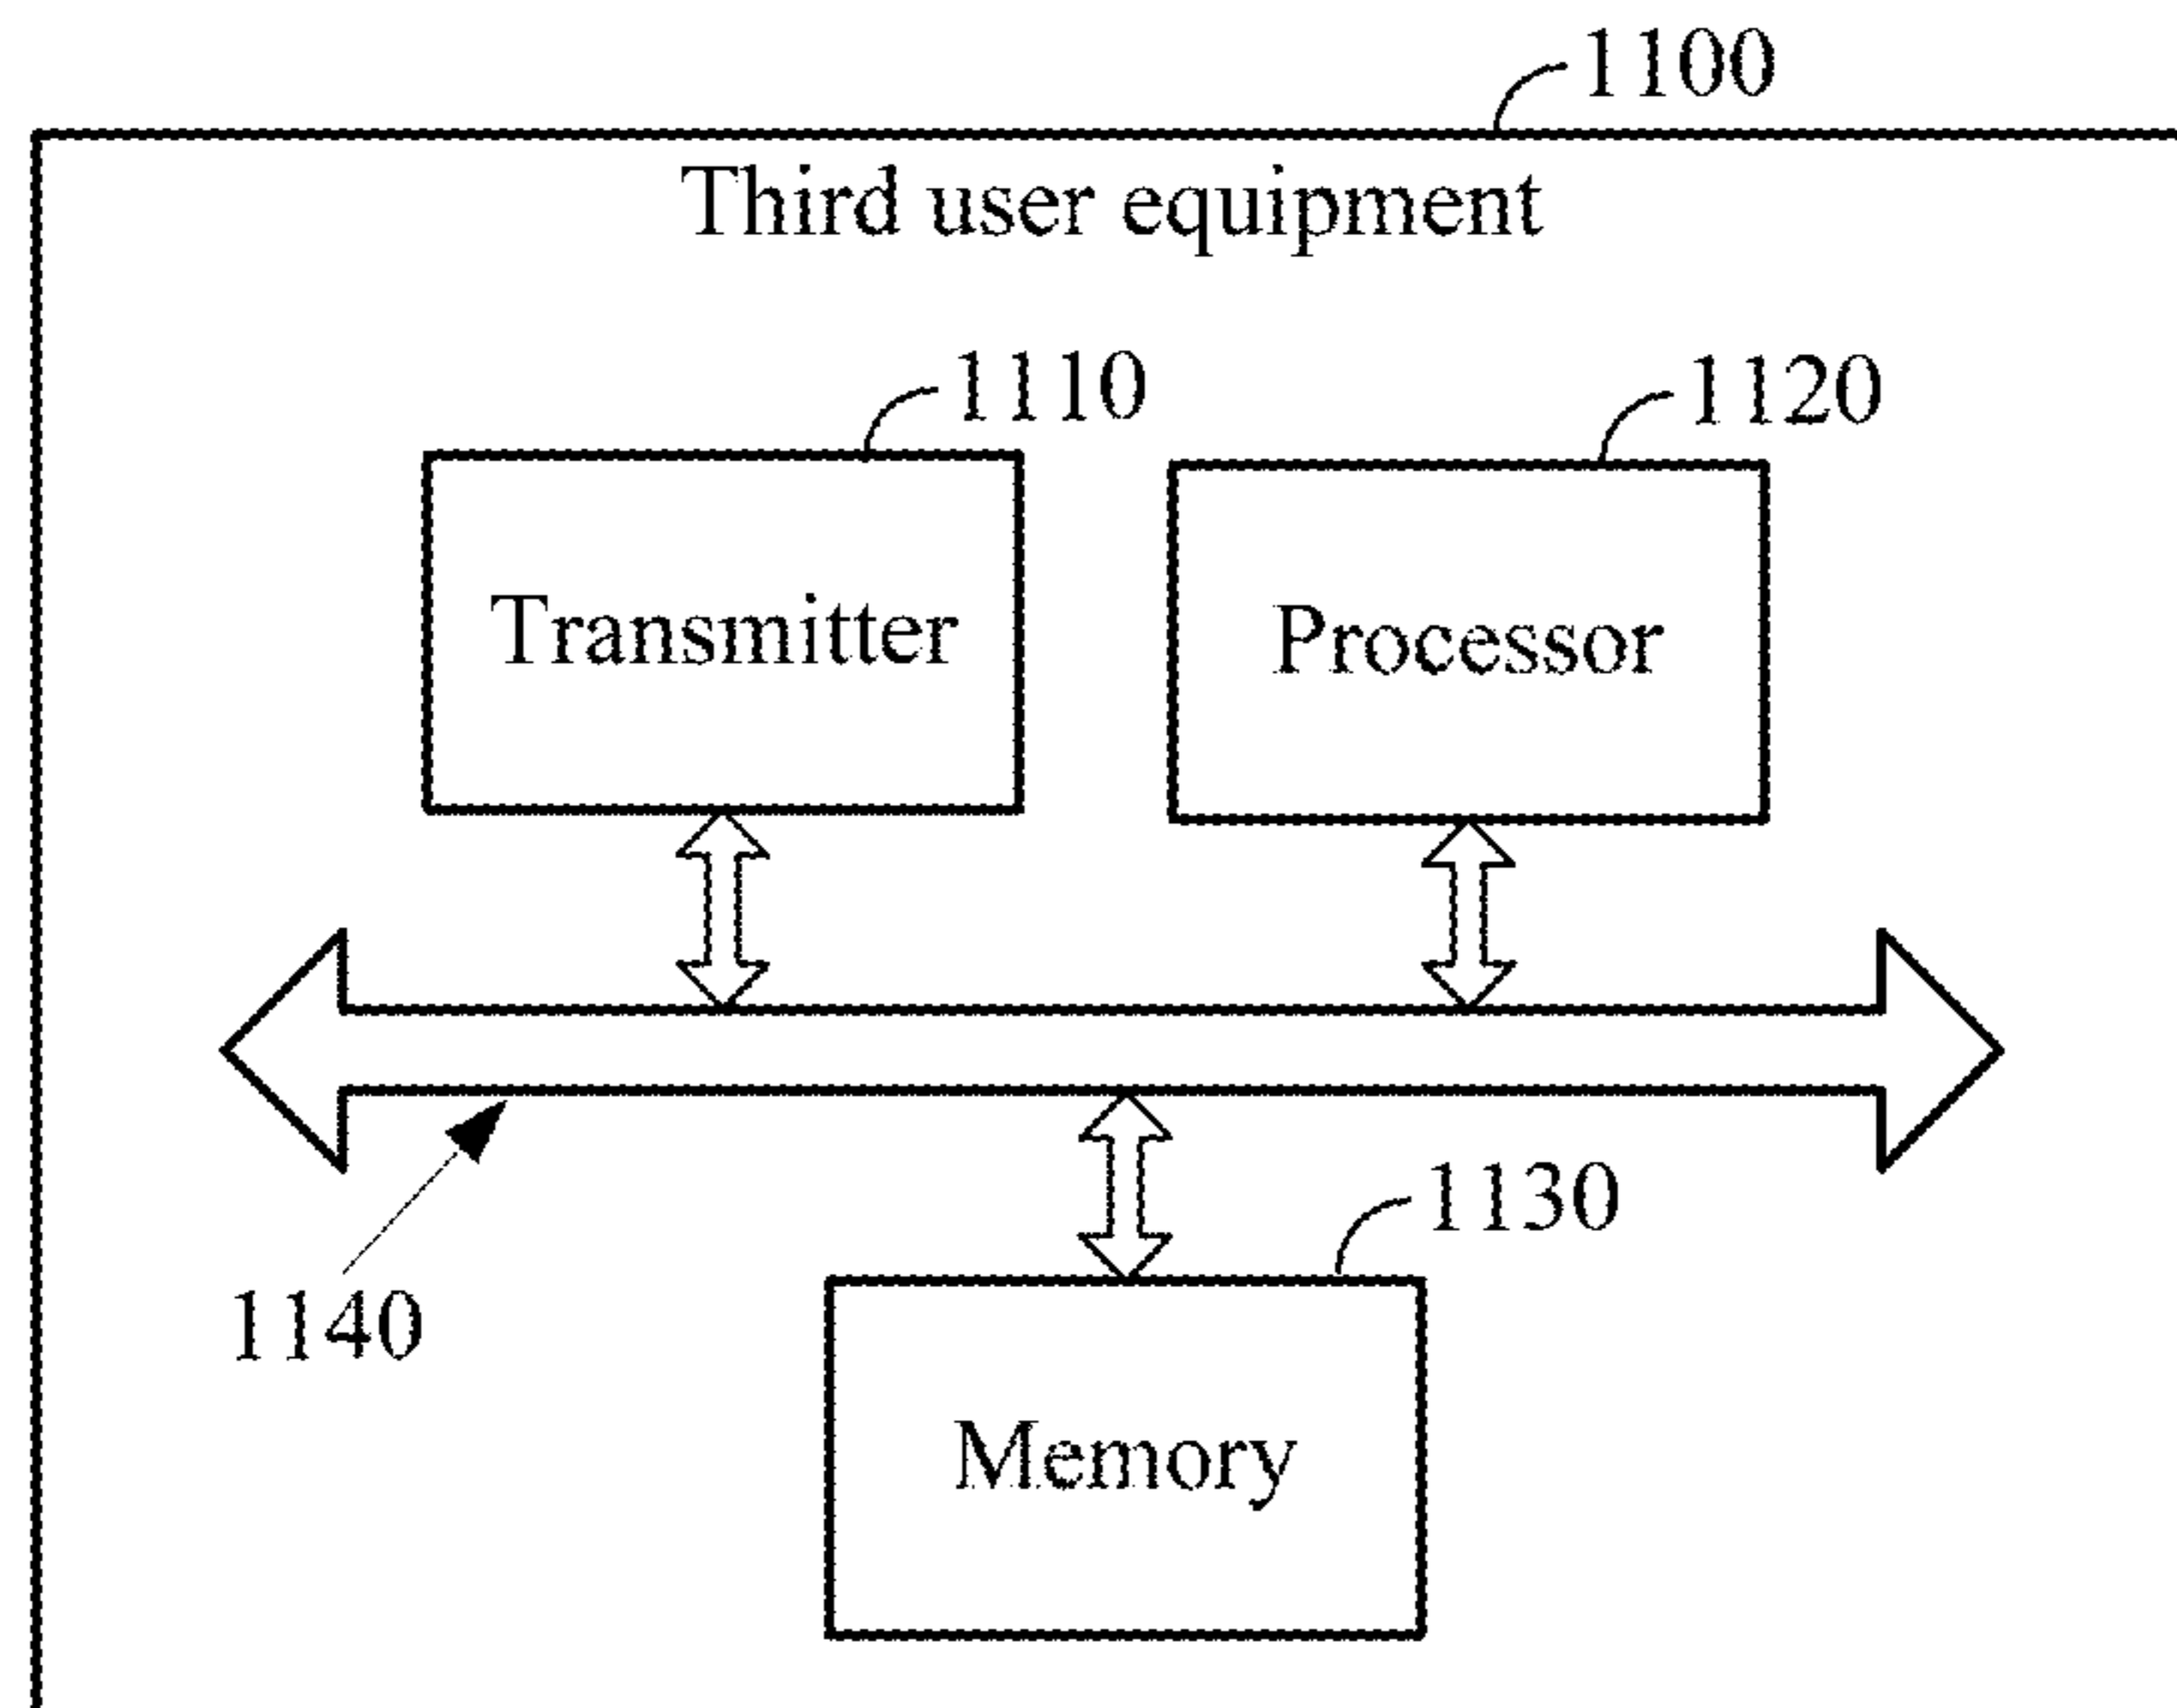 1100
Third user equipment
1110
1120
Transmitter
Processor
1130
1140
Memory